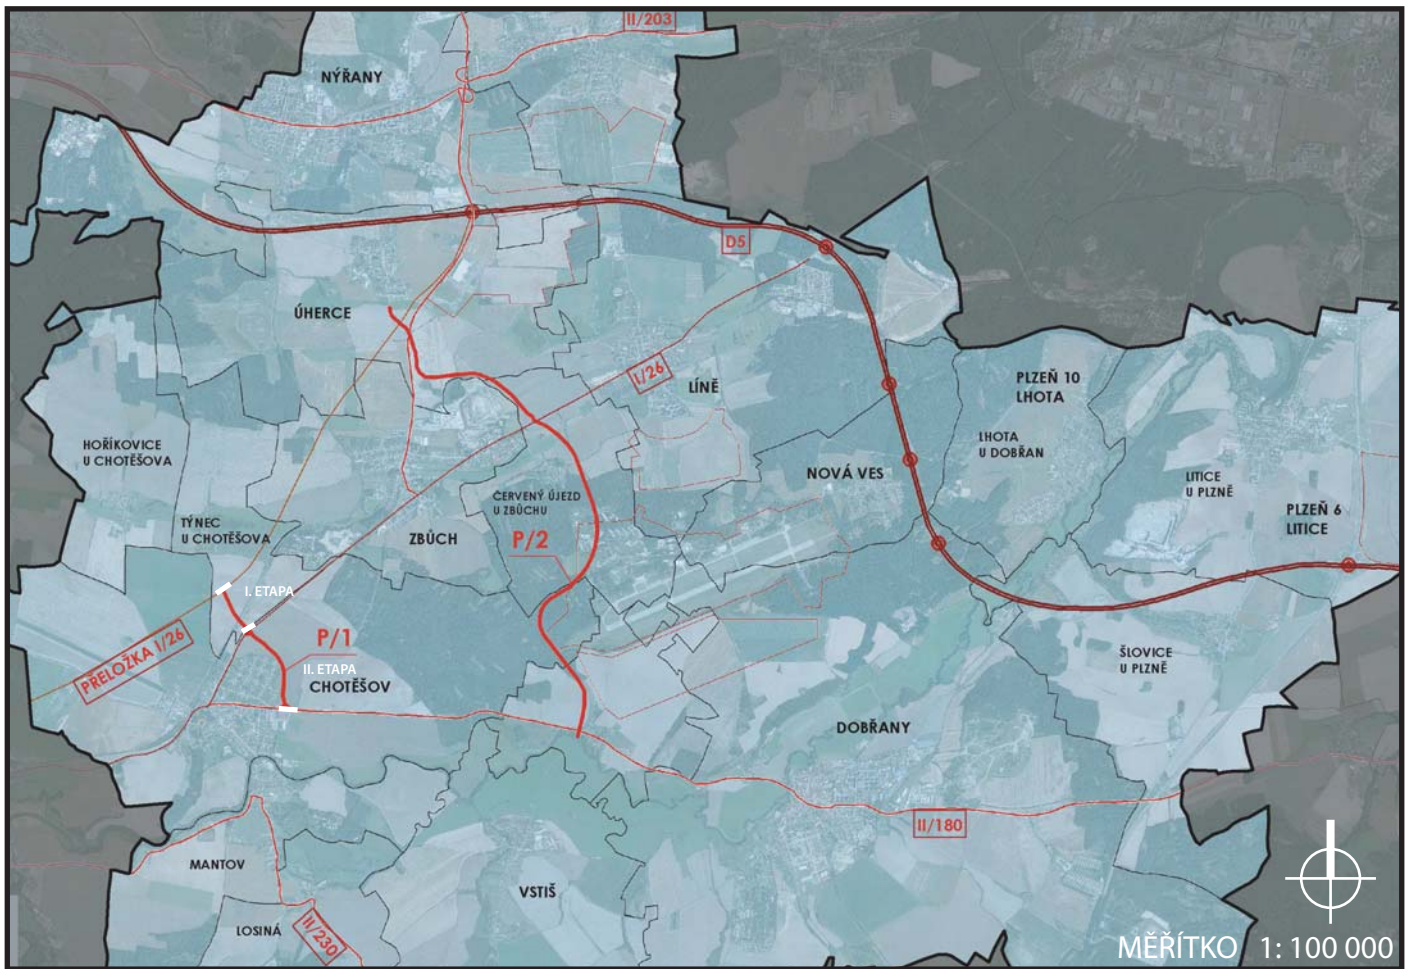 II/203
NÝŘANY
D5
ÚHERCE
I/26
LÍNĚ
PLZEŇ 10
LHOTA
HOŘÍKOVICE
U CHOTĚŠOVA
LHOTA
U DOBŘAN
NOVÁ VES
LITICE
U PLZNĚ
ČERVENÝ ÚJEZD
U ZBŮCHU
PLZEŇ 6
LITICE
TÝNEC
U CHOTĚŠOVA
ZBŮCH
P/2
I. ETAPA
PŘELOŽKA I/26
P/1
II. ETAPA
CHOTĚŠOV
ŠLOVICE
U PLZNĚ
DOBŘANY
II/180
MANTOV
VSTIŠ
LOSINÁ
II/230
MĚŘÍTKO 1: 100 000